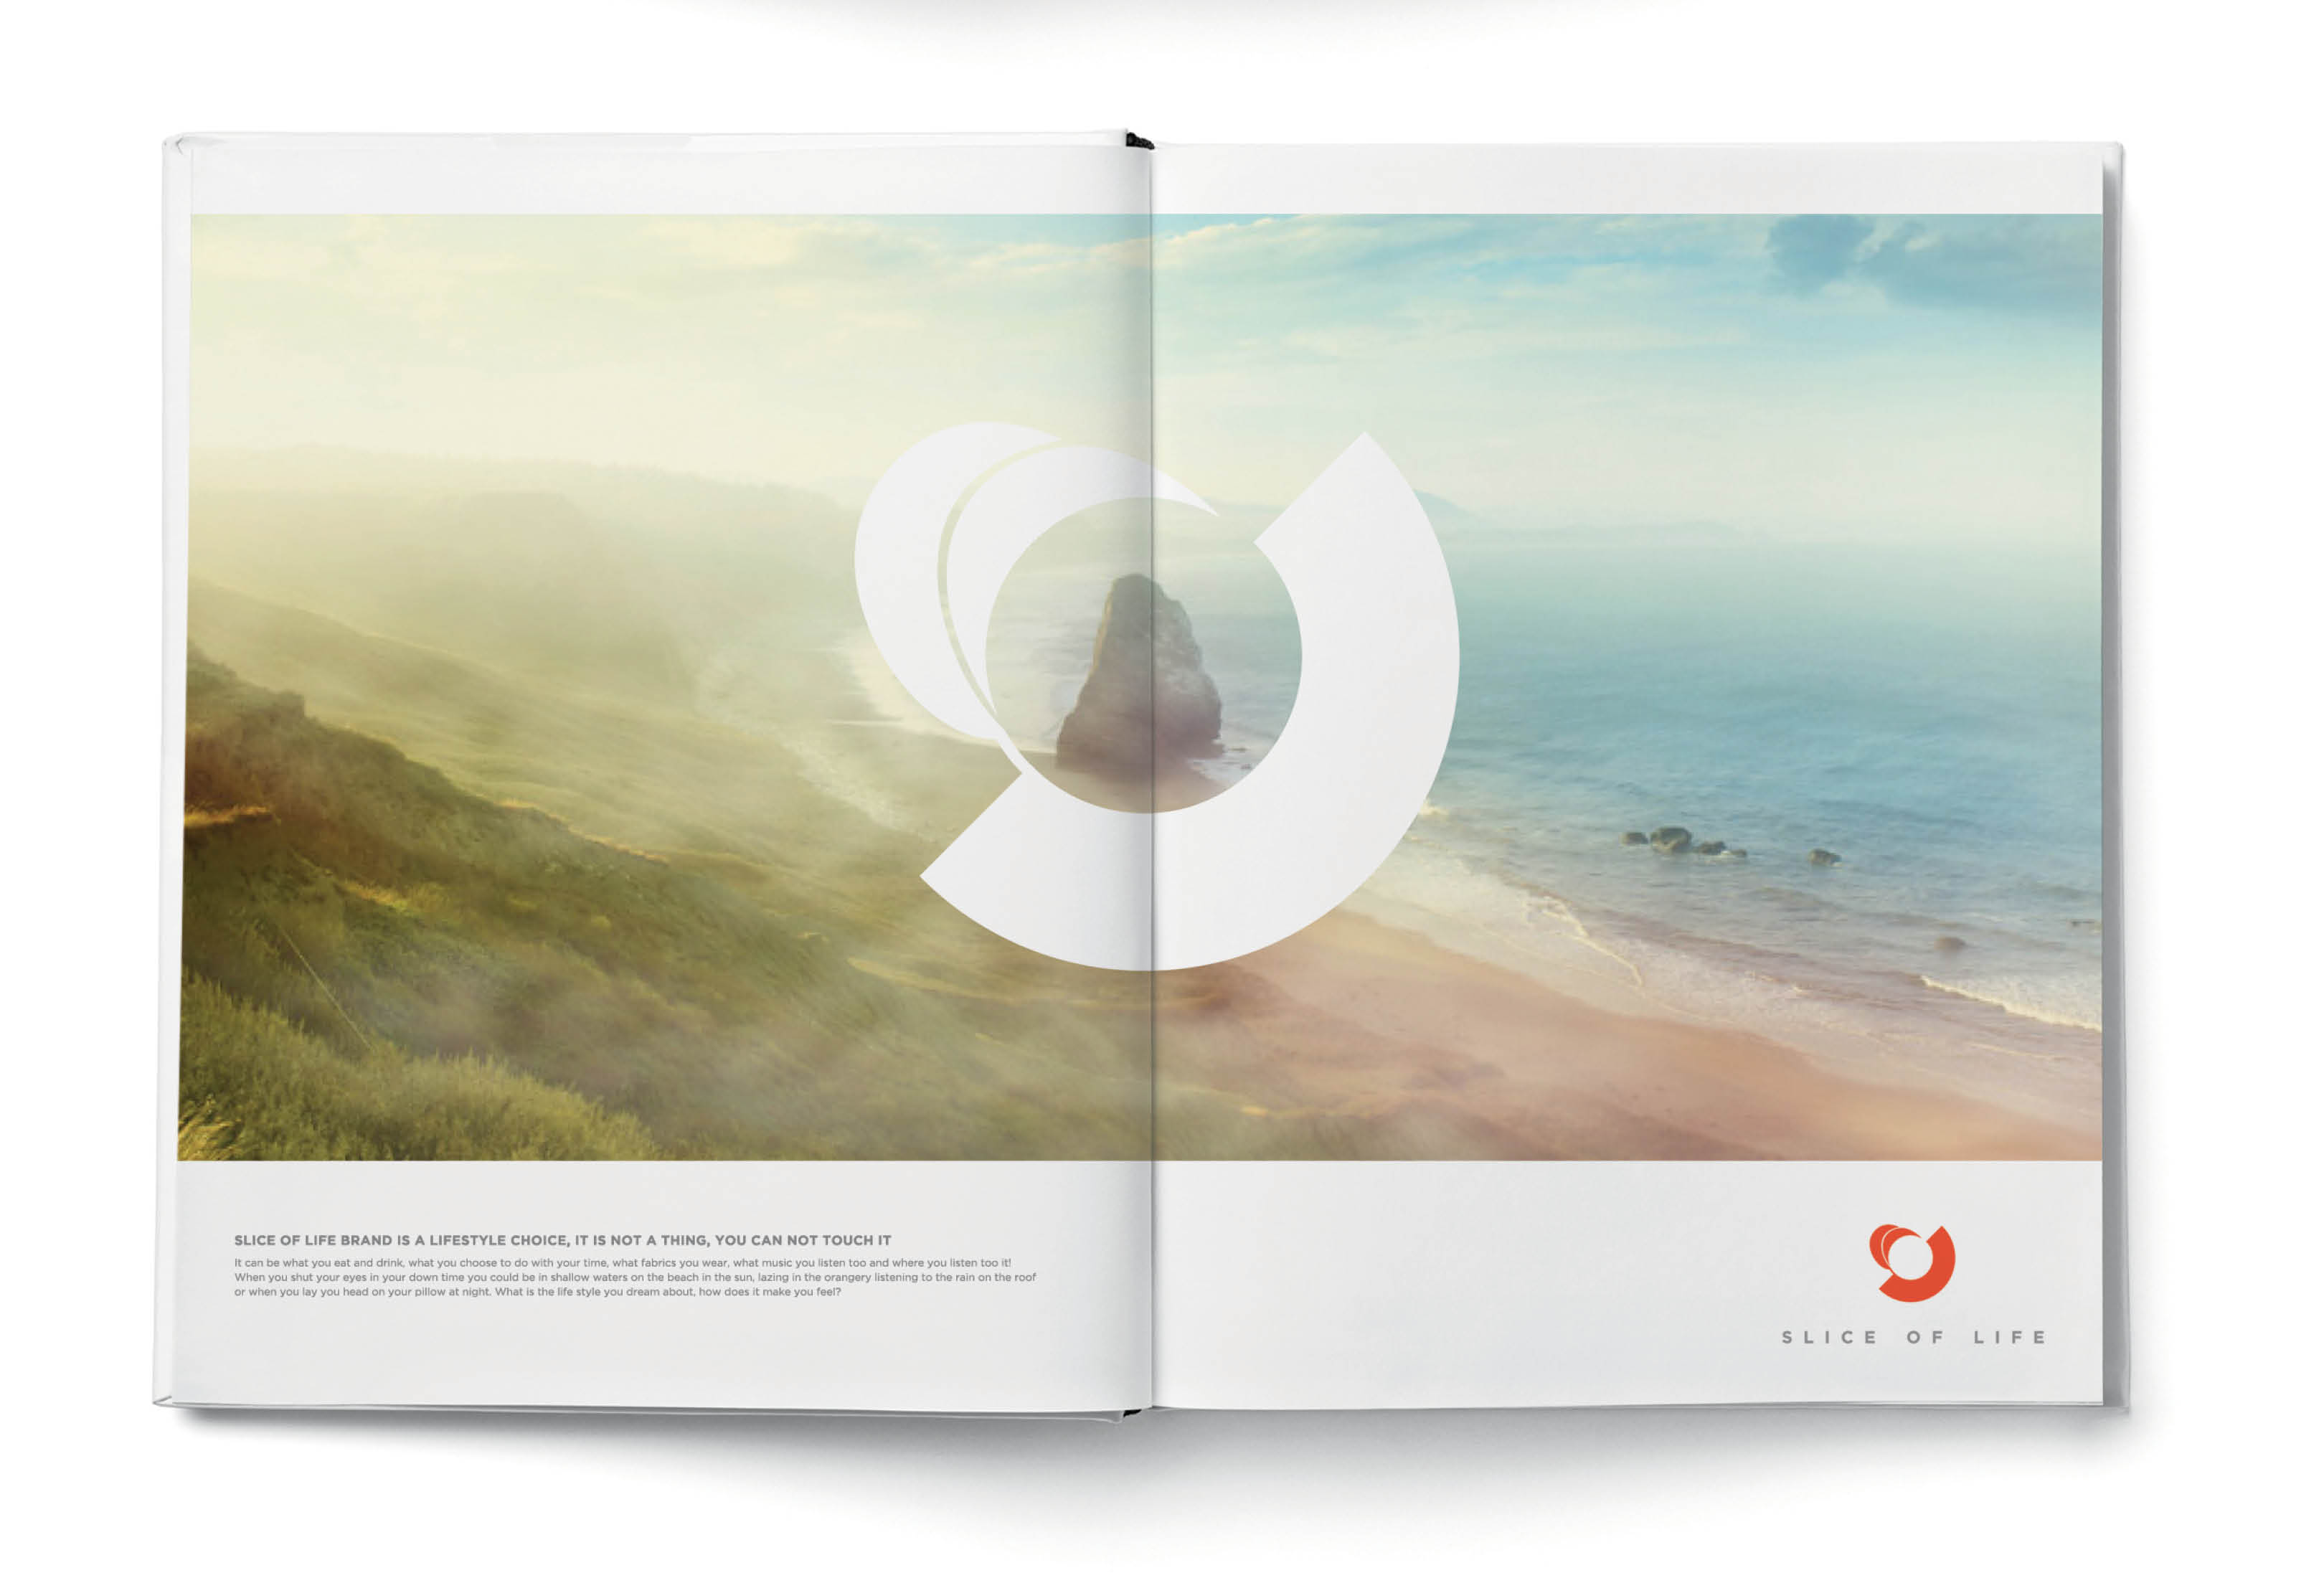 SLICE OF LIFE BRAND IS A LIFESTYLE CHOICE, IT IS NOT A THING, YOU CAN NOT TOUCH IT
It can be what you eat and drink, what you choose to do with your time, what fabrics you wear, what music you listen too and where you listen too it!
When you shut your eyes in your down time you could be in shallow waters on the beach in the sun, lazing in the orangery listening to the rain on the roof
or when you lay you head on your pillow at night. What is the life style you dream about, how does it make you feel?
SLICE OF LIFE